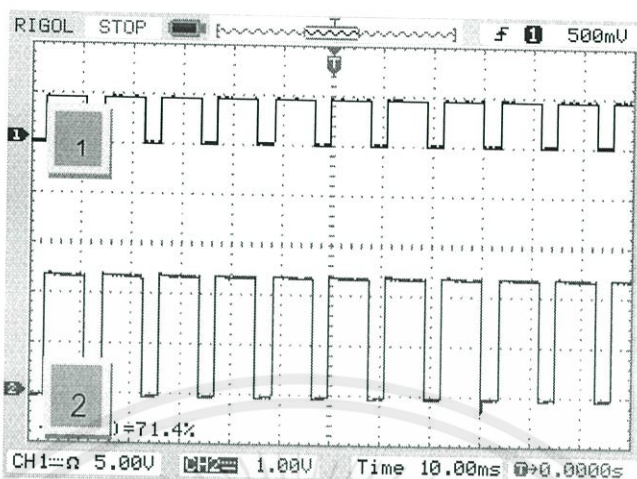 RIGOL STOP T f 1 500mV
T
1
1
2
2
)=71.4%
CH1 Ω 5.00V CH2 1.00V Time 10.00ms T→0.0000s